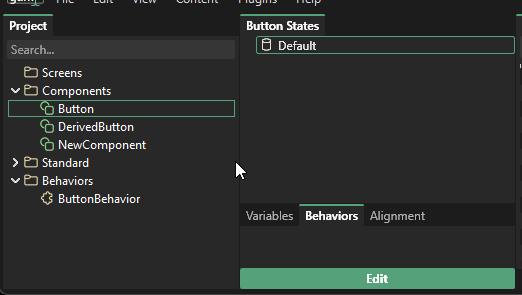 File Edit View Content Plugins Help
Project
Search...
Screens
Components
Button
DerivedButton
NewComponent
Standard
Behaviors
ButtonBehavior
Button States
Default
Variables Behaviors Alignment
Edit